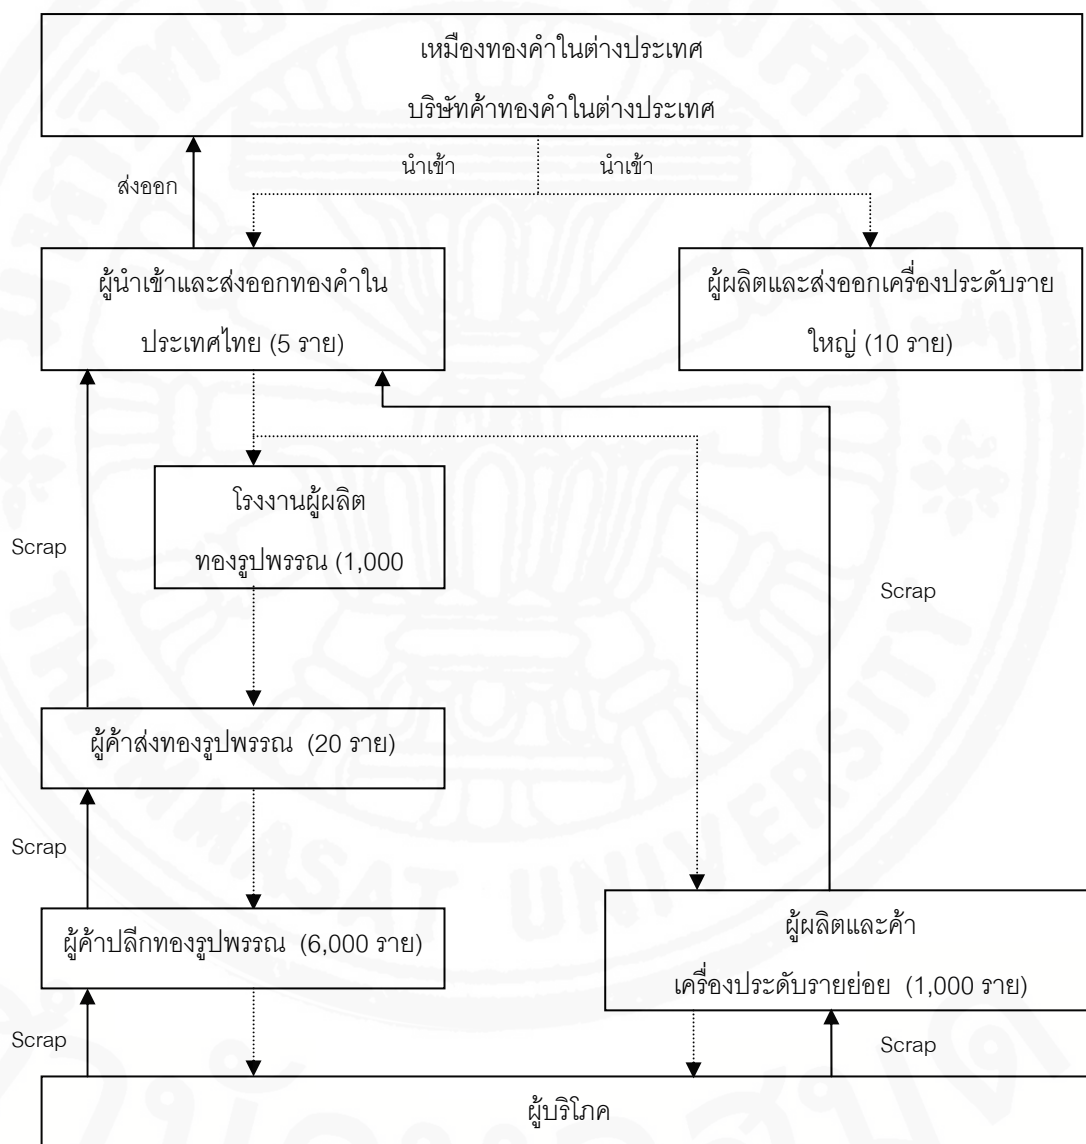 เหมืองทองคำในต่างประเทศ
บริษัทค้าทองคำในต่างประเทศ
นำเข้า
นำเข้า
ส่งออก
ผู้นำเข้าและส่งออกทองคำใน
ประเทศไทย (5 ราย)
ผู้ผลิตและส่งออกเครื่องประดับราย
ใหญ่ (10 ราย)
โรงงานผู้ผลิต
ทองรูปพรรณ (1,000
Scrap
Scrap
ผู้ค้าส่งทองรูปพรรณ (20 ราย)
Scrap
ผู้ค้าปลีกทองรูปพรรณ (6,000 ราย)
ผู้ผลิตและค้า
เครื่องประดับรายย่อย (1,000 ราย)
Scrap
Scrap
ผู้บริโภค
THAMMASAT UNIVERSITY